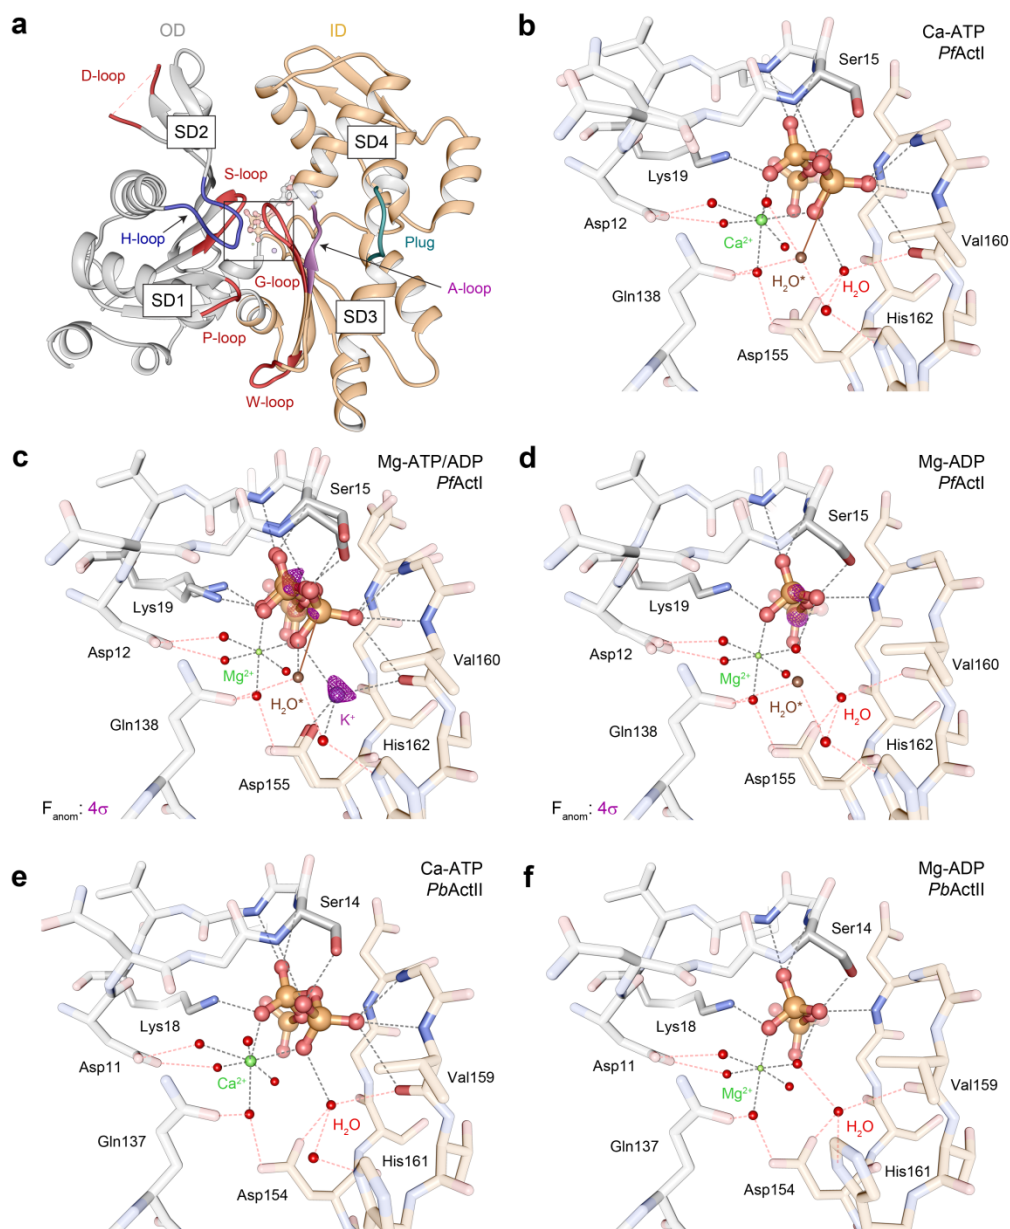 a
OD
ID
D-loop
SD2
SD4
S-loop
H-loop
Plug
G-loop
A-loop
SD1
SD3
P-loop
W-loop
b
Ca-ATP
PfActI
Ser15
Lys19
Asp12
Ca²⁺
Val160
Gln138
H₂O*
H₂O
His162
Asp155
c
Mg-ATP/ADP
PfActI
Ser15
Lys19
Asp12
Mg²⁺
Val160
H₂O*
K⁺
Gln138
His162
Asp155
Fanom: 4σ
d
Mg-ADP
PfActI
Ser15
Lys19
Asp12
Mg²⁺
Val160
H₂O*
H₂O
Gln138
His162
Asp155
Fanom: 4σ
e
Ca-ATP
PbActII
Ser14
Lys18
Asp11
Ca²⁺
Val159
H₂O
Gln137
His161
Asp154
f
Mg-ADP
PbActII
Ser14
Lys18
Asp11
Mg²⁺
Val159
H₂O
Gln137
His161
Asp154